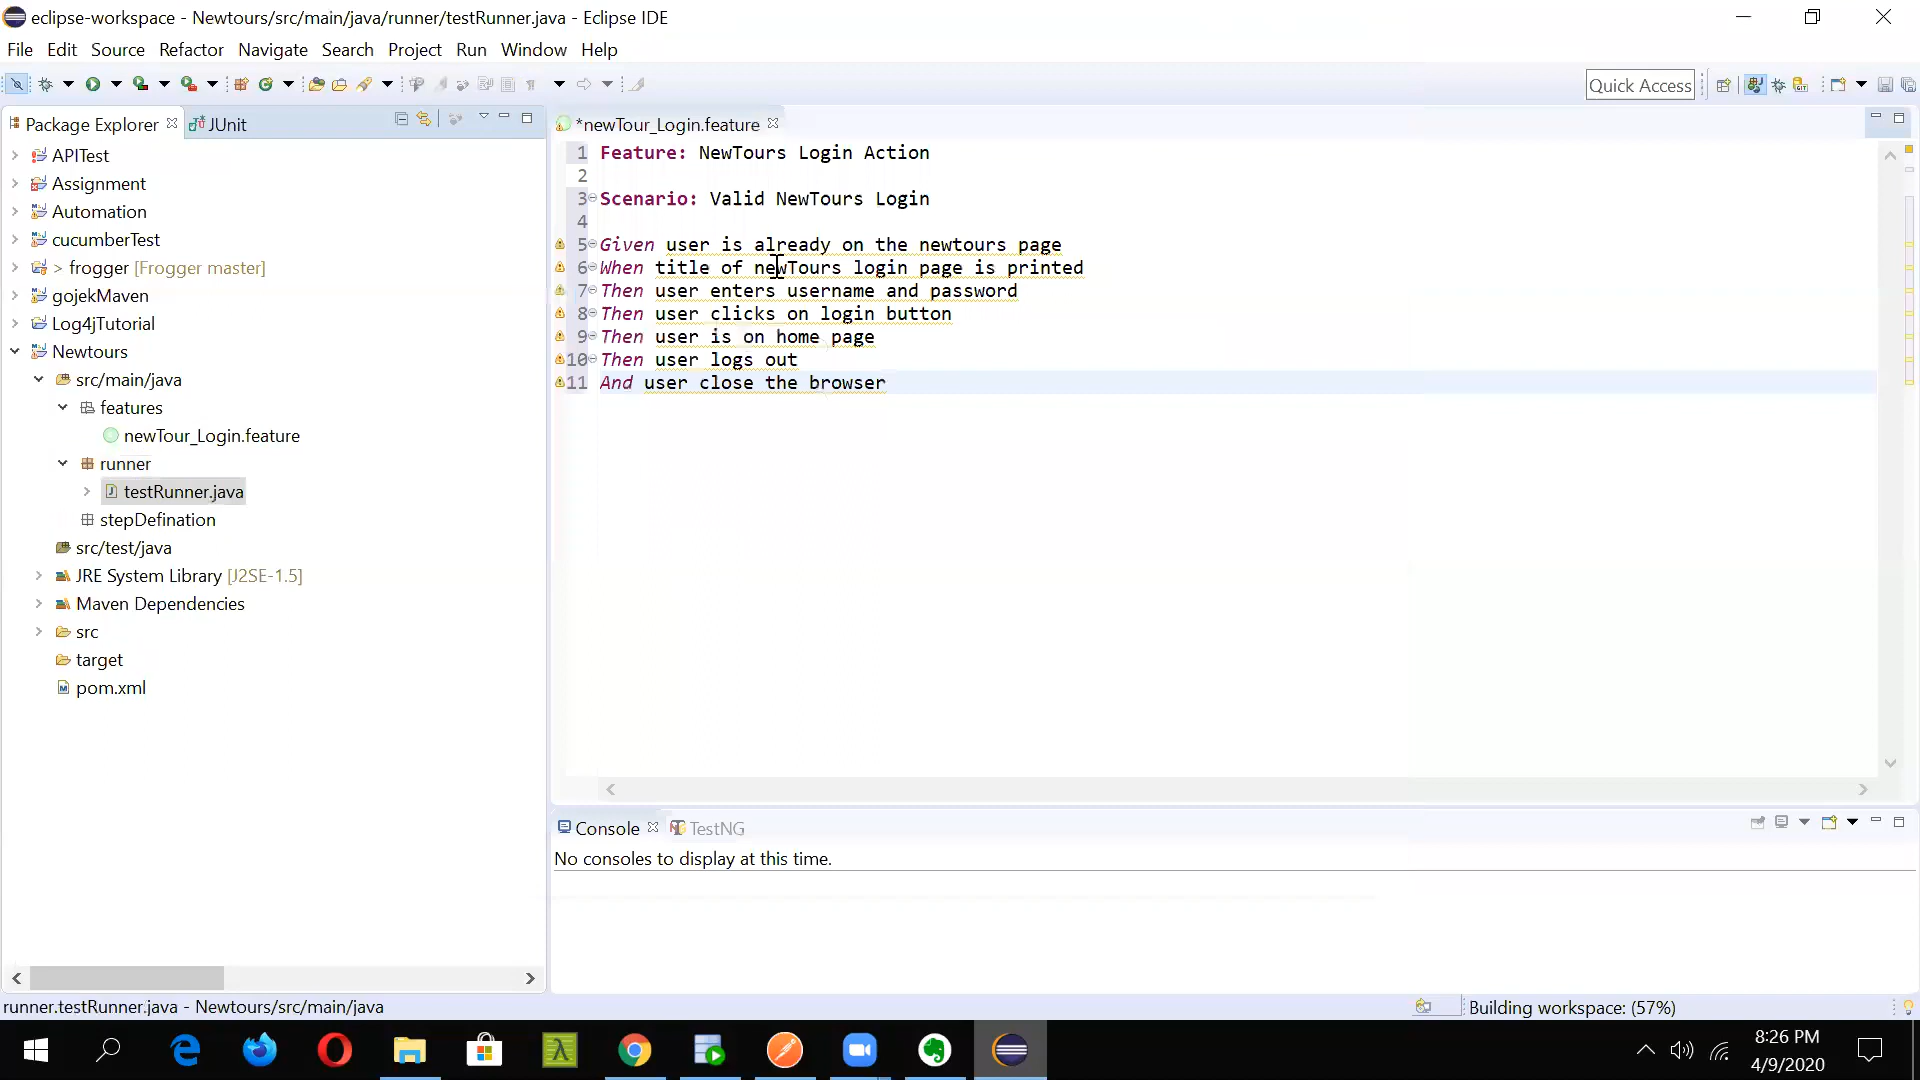 eclipse-workspace - Newtours/src/main/java/runner/testRunner.java - Eclipse IDE
File Edit Source Refactor Navigate Search Project Run Window Help
Quick Access
Package Explorer
JUnit
APITest
Assignment
Automation
cucumberTest
> frogger [Frogger master]
gojekMaven
Log4jTutorial
Newtours
src/main/java
features
newTour_Login.feature
runner
testRunner.java
stepDefination
src/test/java
JRE System Library [J2SE-1.5]
Maven Dependencies
src
target
pom.xml
*newTour_Login.feature
1 Feature: NewTours Login Action
2
3 Scenario: Valid NewTours Login
4
5 Given user is already on the newtours page
6 When title of newTours login page is printed
7 Then user enters username and password
8 Then user clicks on login button
9 Then user is on home page
10 Then user logs out
11 And user close the browser
Console
TestNG
No consoles to display at this time.
runner.testRunner.java - Newtours/src/main/java
Building workspace: (57%)
8:26 PM
4/9/2020